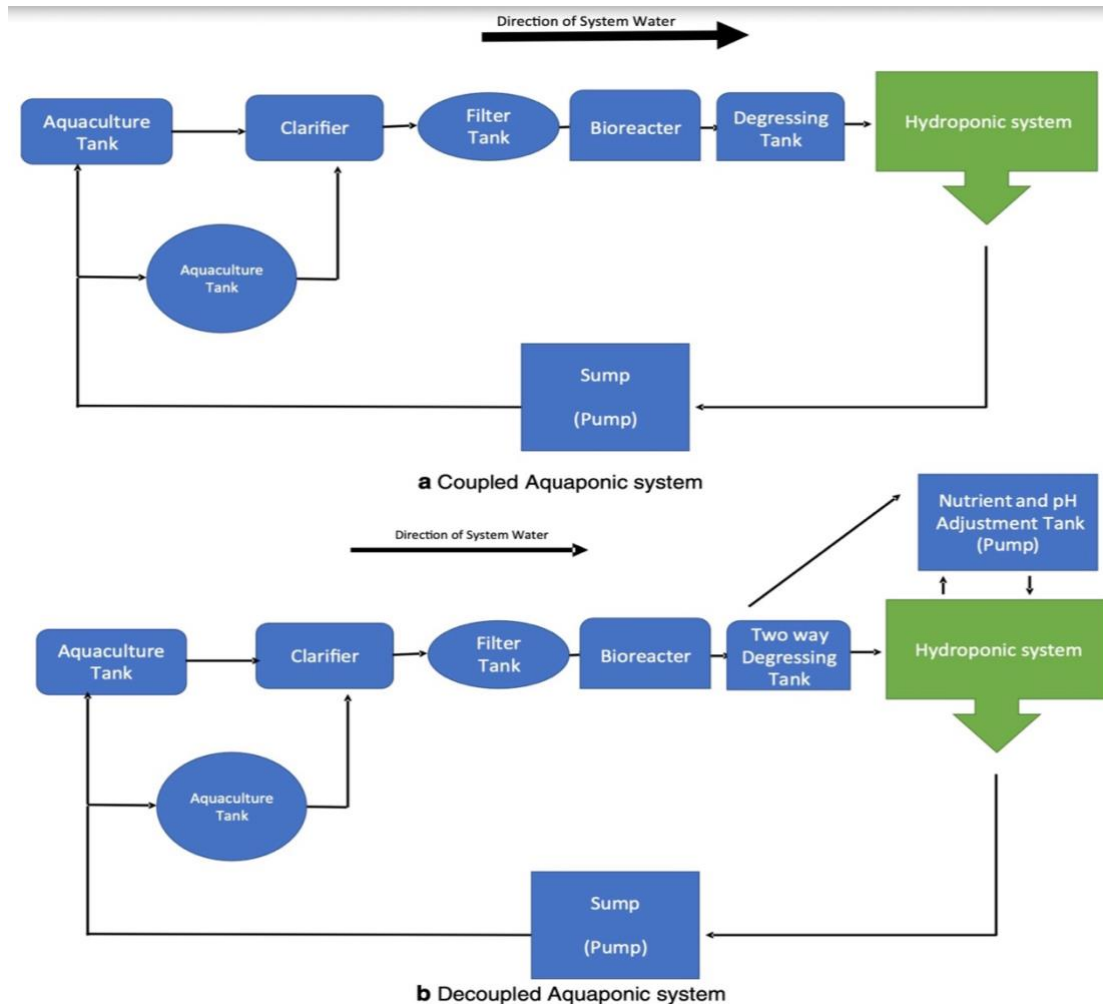 Direction of System Water
Aquaculture
Tank
Clarifier
Filter
Tank
Bioreacter
Degressing
Tank
Hydroponic system
Aquaculture
Tank
Sump
(Pump)
a Coupled Aquaponic system
Nutrient and pH
Adjustment Tank
(Pump)
Direction of System Water
Aquaculture
Tank
Clarifier
Filter
Tank
Bioreacter
Two way
Degressing
Tank
Hydroponic system
Aquaculture
Tank
Sump
(Pump)
b Decoupled Aquaponic system